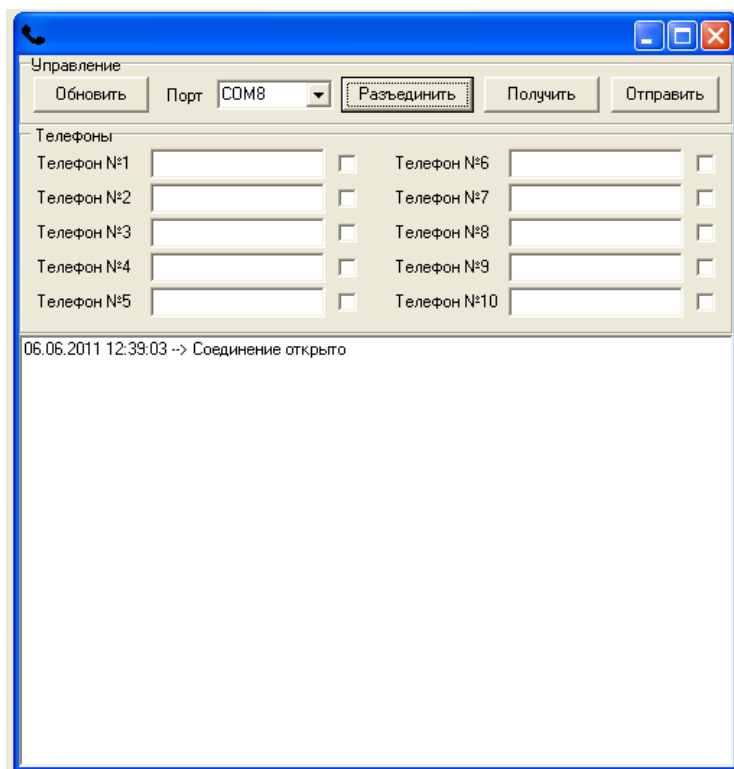 Управление
Обновить Порт COM8 Разъединить Получить Отправить
Телефоны
Телефон №1 Телефон №6
Телефон №2 Телефон №7
Телефон №3 Телефон №8
Телефон №4 Телефон №9
Телефон №5 Телефон №10
06.06.2011 12:39:03 --> Соединение открыто